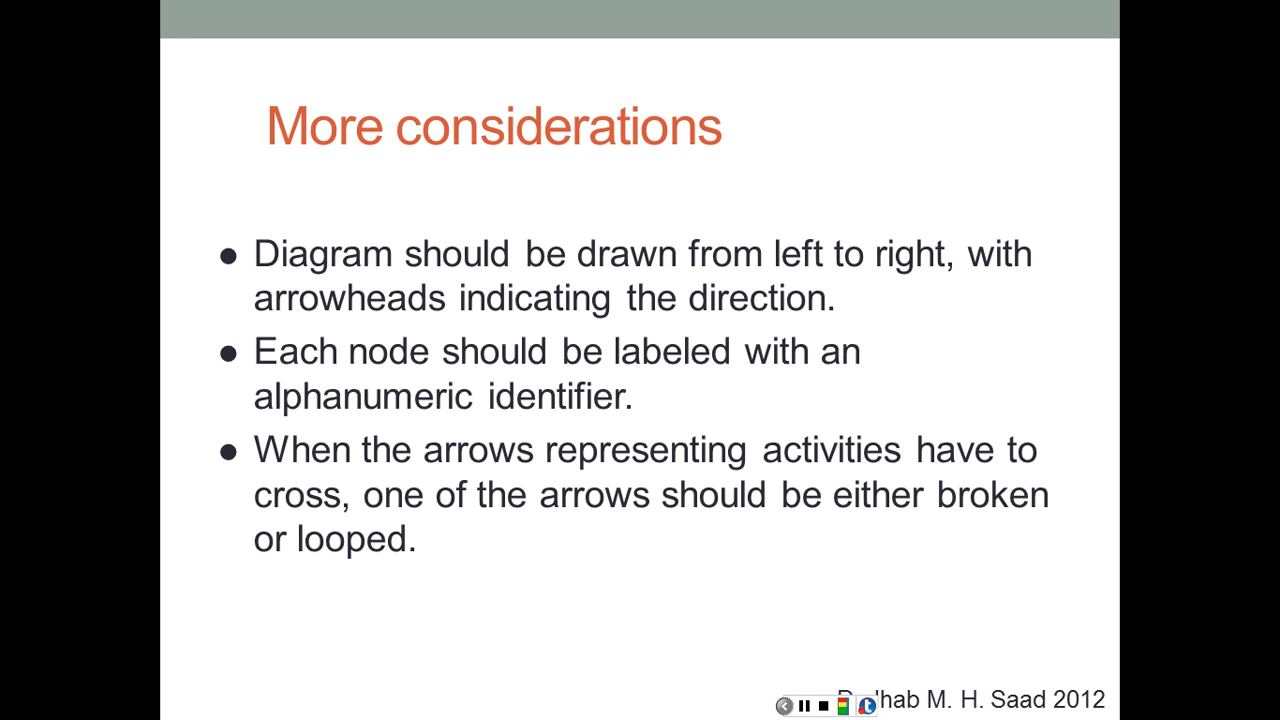 More considerations
● Diagram should be drawn from left to right, with
arrowheads indicating the direction.
● Each node should be labeled with an
alphanumeric identifier.
● When the arrows representing activities have to
cross, one of the arrows should be either broken
or looped.
M. H. Saad 2012